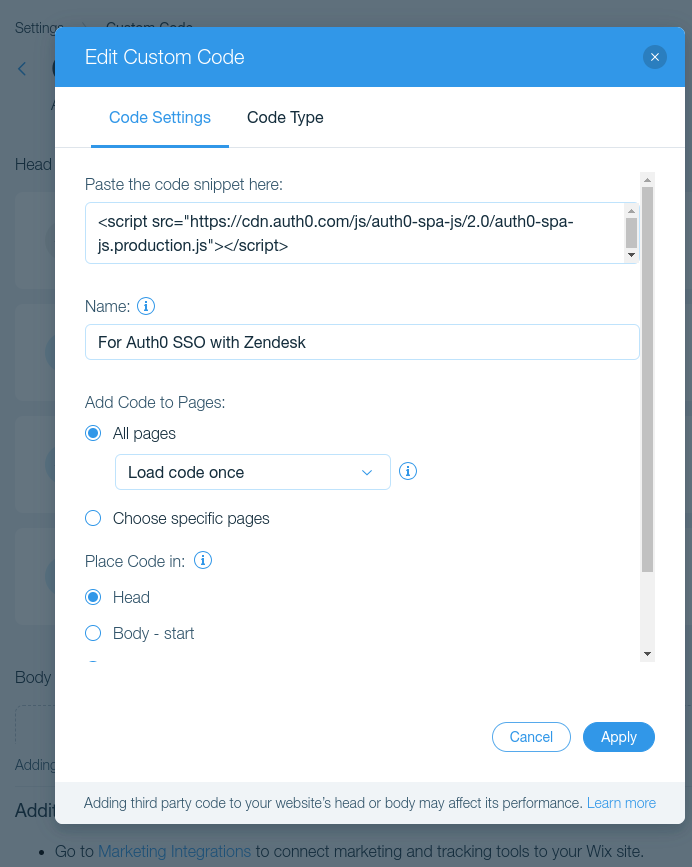 Settings
Custom Code
Edit Custom Code
Code Settings
Code Type
Head
Paste the code snippet here:
<script src="https://cdn.auth0.com/js/auth0-spa-js/2.0/auth0-spa-
js.production.js"></script>
Name:
For Auth0 SSO with Zendesk
Add Code to Pages:
All pages
Load code once
Choose specific pages
Place Code in:
Head
Body - start
Body
Cancel
Apply
Adding
Adding third party code to your website's head or body may affect its performance. Learn more
Addit
• Go to Marketing Integrations to connect marketing and tracking tools to your Wix site.